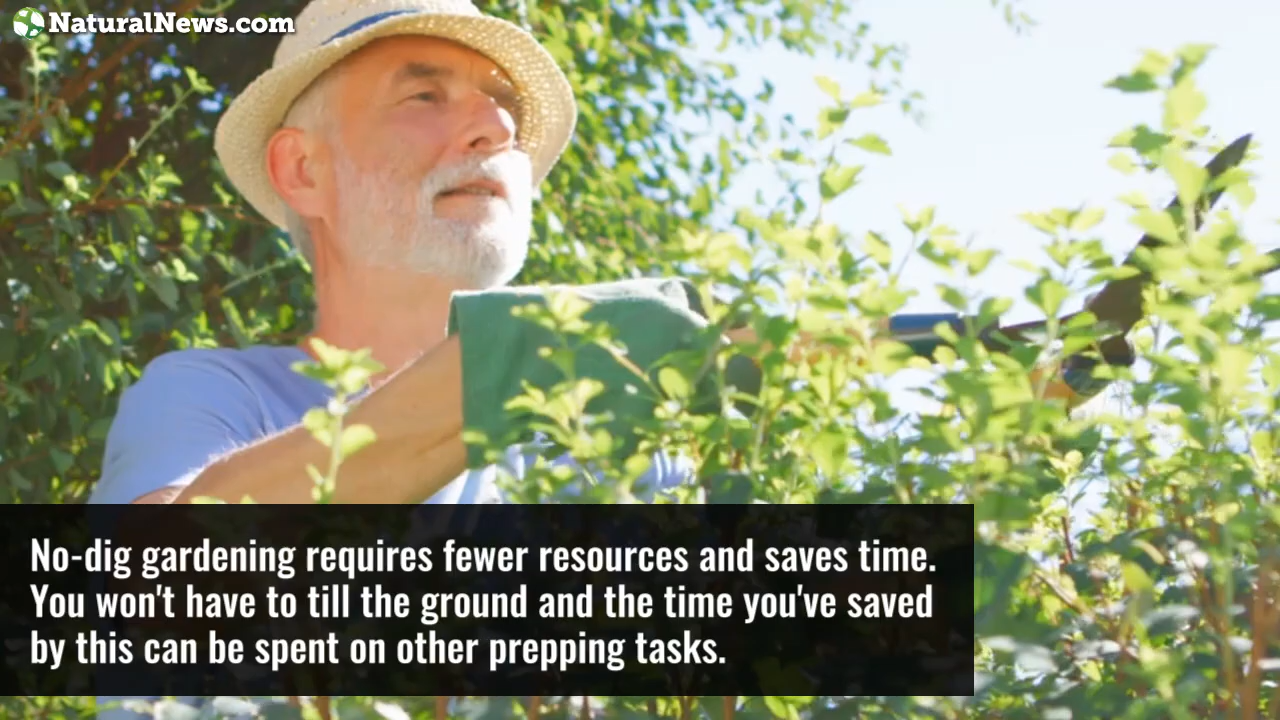 NaturalNews.com
No-dig gardening requires fewer resources and saves time.
You won't have to till the ground and the time you've saved
by this can be spent on other prepping tasks.